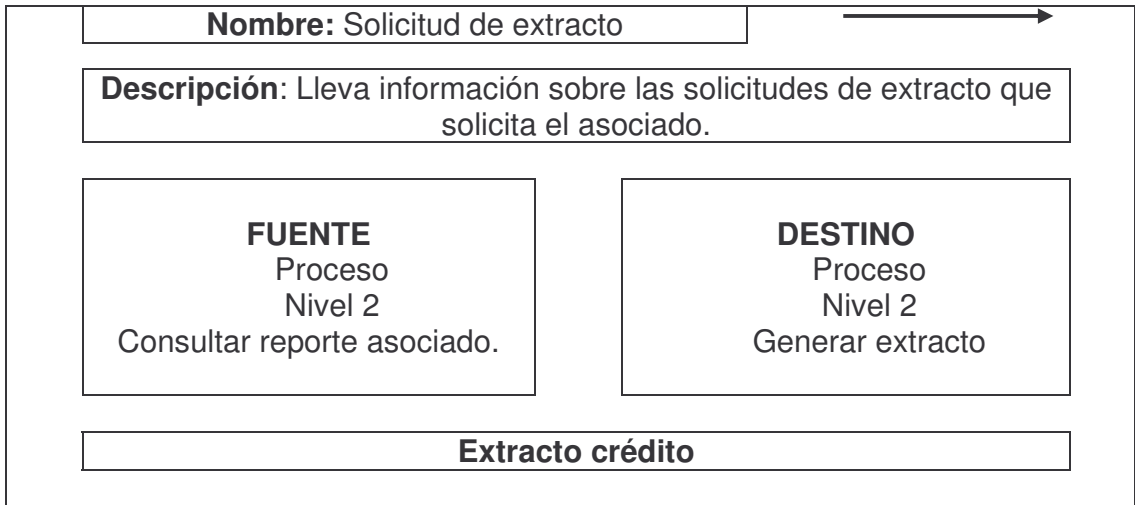 Nombre: Solicitud de extracto
Descripción: Lleva información sobre las solicitudes de extracto que
solicita el asociado.
FUENTE
Proceso
Nivel 2
Consultar reporte asociado.
DESTINO
Proceso
Nivel 2
Generar extracto
Extracto crédito